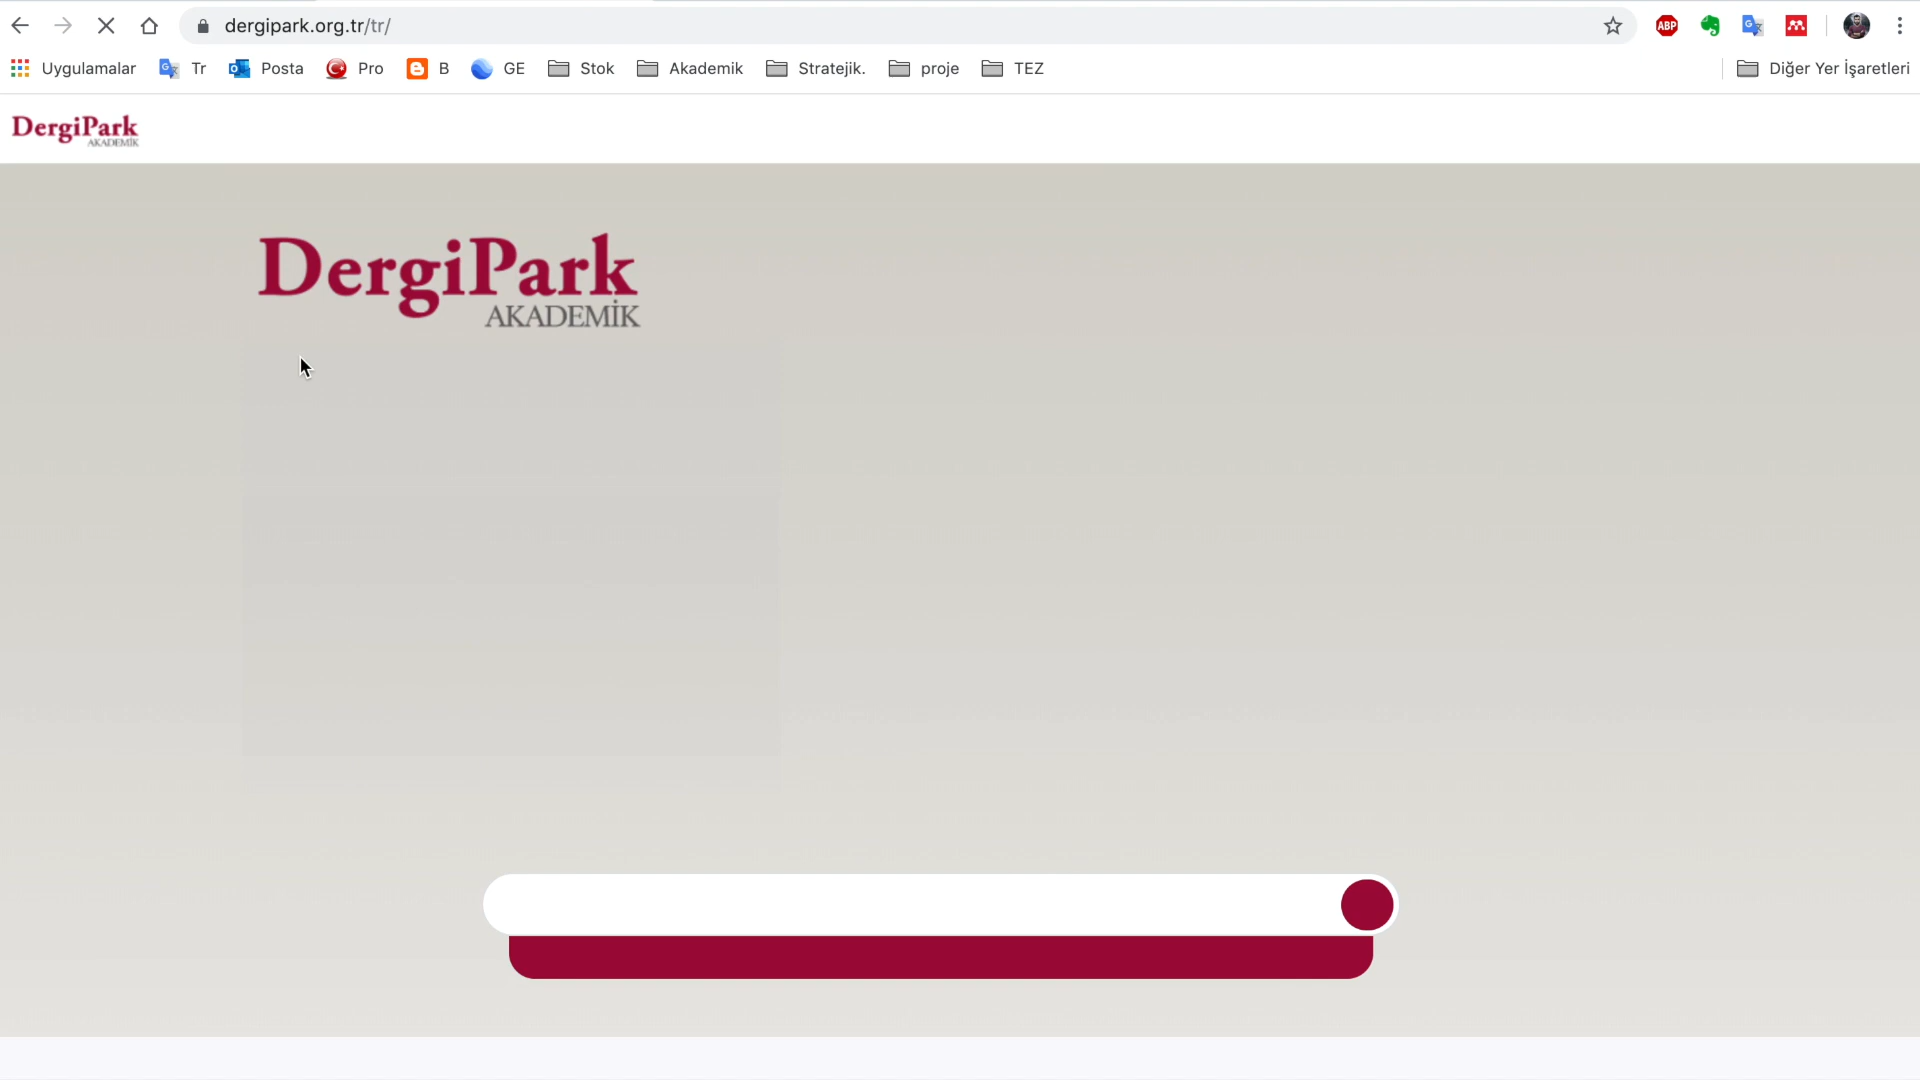 dergipark.org.tr/tr/
ABP
Uygulamalar Tr Posta Pro B GE Stok Akademik Stratejik. proje TEZ Diğer Yer İşaretleri
DergiPark
AKADEMİK
DergiPark
AKADEMİK